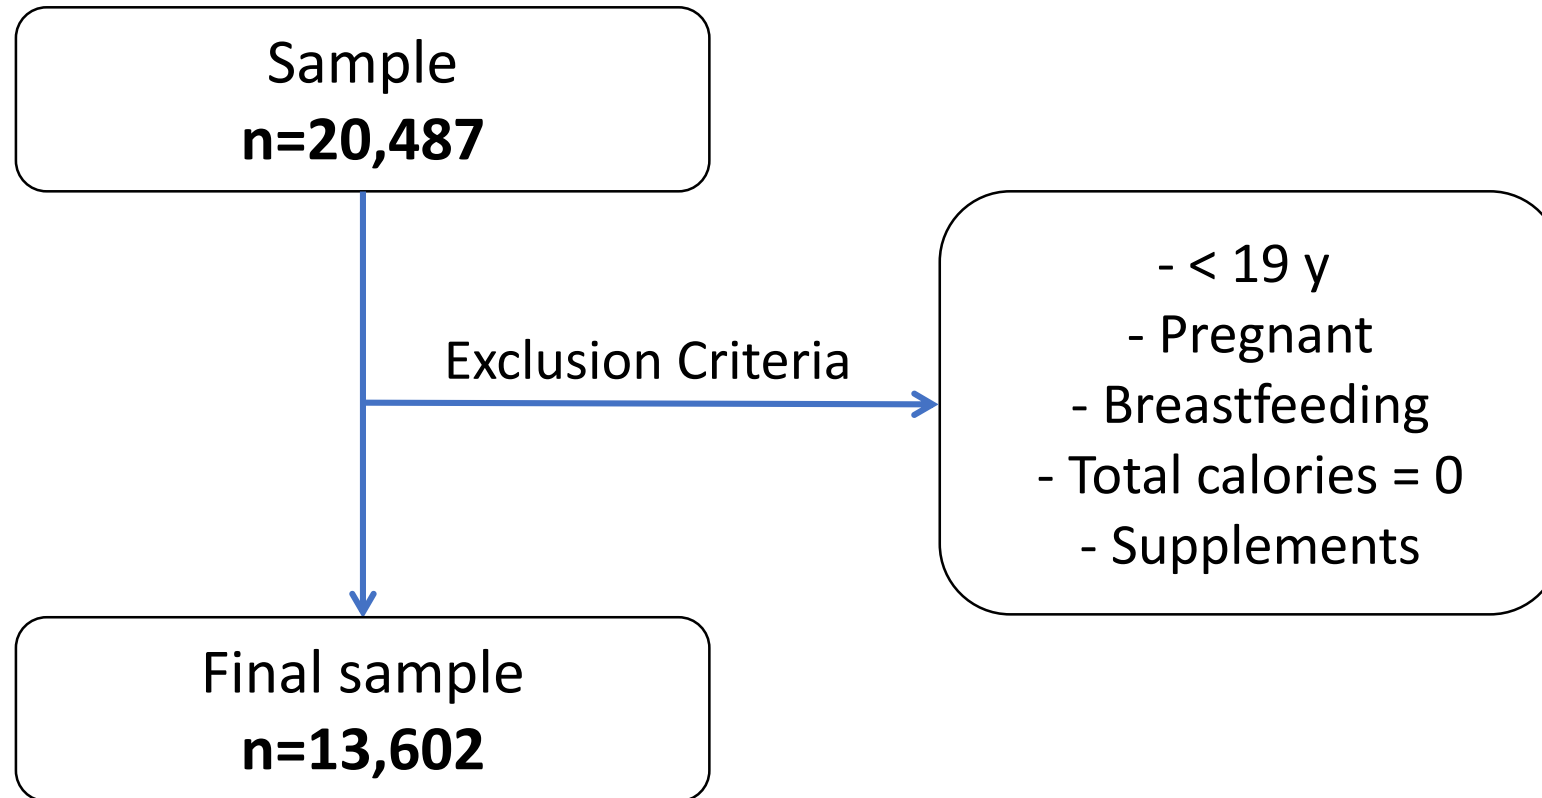 Sample
n=20,487
Exclusion Criteria
- < 19 y
- Pregnant
- Breastfeeding
- Total calories = 0
- Supplements
Final sample
n=13,602